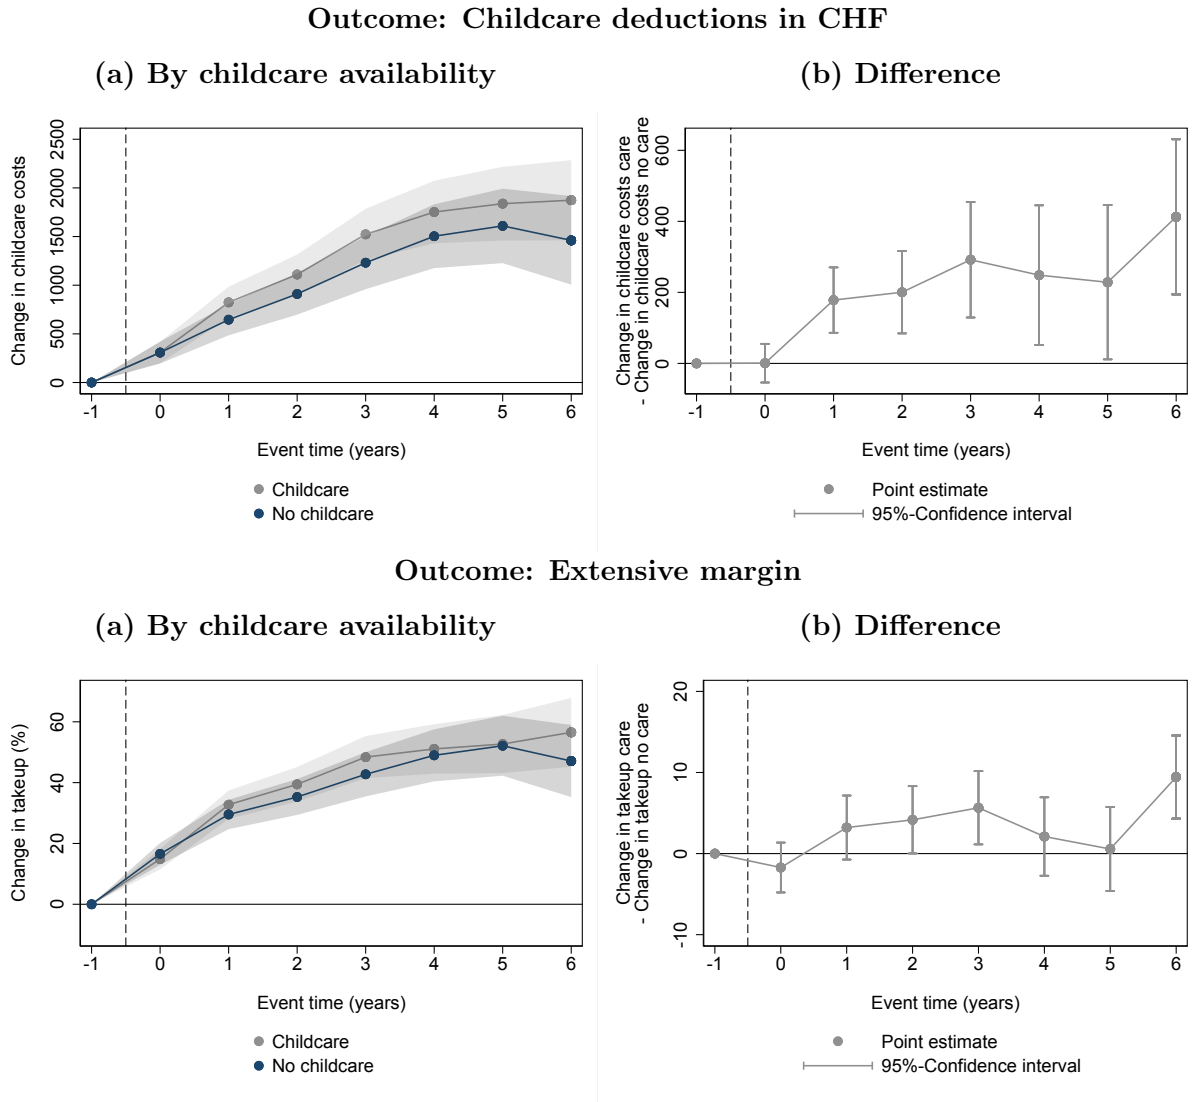 Outcome: Childcare deductions in CHF
(a) By childcare availability
2500
2000
1500
1000
500
0
Change in childcare costs
-1 0 1 2 3 4 5 6
Event time (years)
Childcare
No childcare
(b) Difference
600
400
200
0
Change in childcare costs care
- Change in childcare costs no care
-1 0 1 2 3 4 5 6
Event time (years)
Point estimate
95%-Confidence interval
Outcome: Extensive margin
(a) By childcare availability
60
40
20
0
Change in takeup (%)
-1 0 1 2 3 4 5 6
Event time (years)
Childcare
No childcare
(b) Difference
20
10
0
-10
Change in takeup care
- Change in takeup no care
-1 0 1 2 3 4 5 6
Event time (years)
Point estimate
95%-Confidence interval